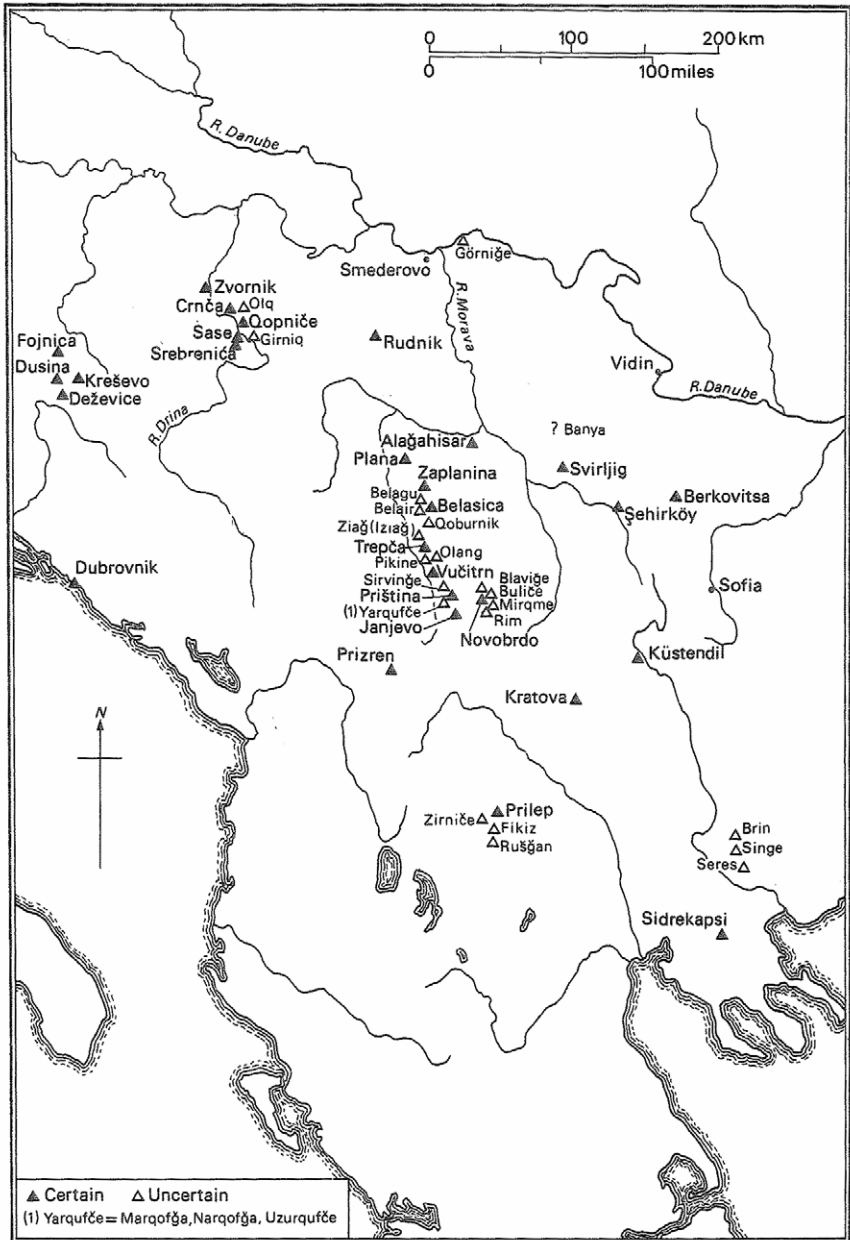 0 100 200 km
0 100 miles
R. Danube
Görniğe
Smederovo
R. Morava
Zvornik
Crnča
Olq
Qopniče
Šase
Girniq
Srebrenića
Rudnik
Fojnica
Dusina
Kreševo
Deževice
Vidin
R. Danube
R. Drina
? Banya
Alağahisar
Plana
Svirljig
Zaplanina
Berkovitsa
Belagu
Belasica
Belair
Şehirköy
Qoburnik
Ziağ (Izıağ)
Trepča
Olang
Pikine
Vučitrn
Dubrovnik
Sirvinğe
Blaviğe
Buliče
Sofia
Priština
Mirqme
(1) Yarqufče
Rim
Janjevo
Novobrdo
Prizren
Küstendil
Kratova
N
Prilep
Zirniče
Fikiz
Rušğan
Brin
Singe
Seres
Sidrekapsi
Certain Uncertain
(1) Yarqufče = Marqofğa, Narqofğa, Uzurqufče